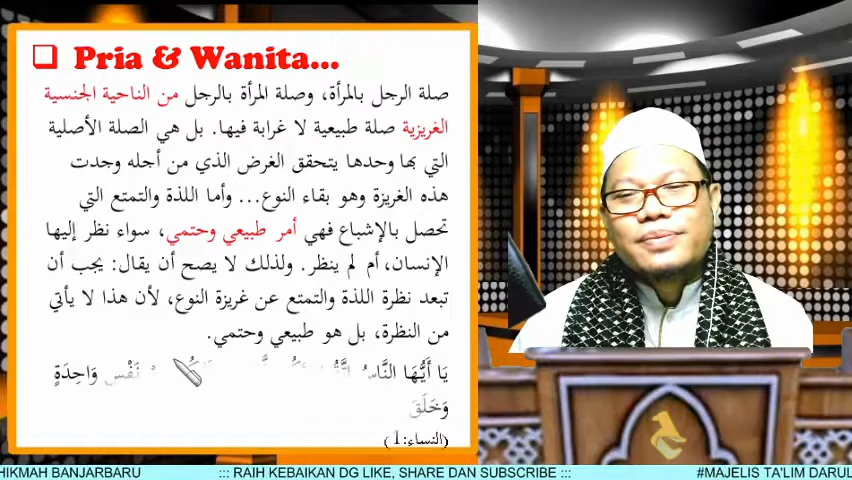 Pria & Wanita...
صلة الرجل بالمرأة، وصلة المرأة بالرجل من الناحية الجنسية
الغريزية صلة طبيعية لا غرابة فيها. بل هي الصلة الأصلية
التي بها وحدها يتحقق الغرض الذي من أجله وجدت
هذه الغريزة وهو بقاء النوع... وأما اللذة والتمتع التي
تحصل بالإشباع فهي أمر طبيعي وحتمي، سواء نظر إليها
الإنسان، أم لم ينظر. ولذلك لا يصح أن يقال: يجب أن
تبعد نظرة اللذة والتمتع عن غريزة النوع، لأن هذا لا يأتي
من النظرة، بل هو طبيعي وحتمي.
يَا أَيُّهَا النَّاسُ نَفْسٍ وَاحِدَةٍ
وَخَلَقَ
(النساء:1)
HIKMAH BANJARBARU ::: RAIH KEBAIKAN DG LIKE, SHARE DAN SUBSCRIBE ::: #MAJELIS TA'LIM DARUL